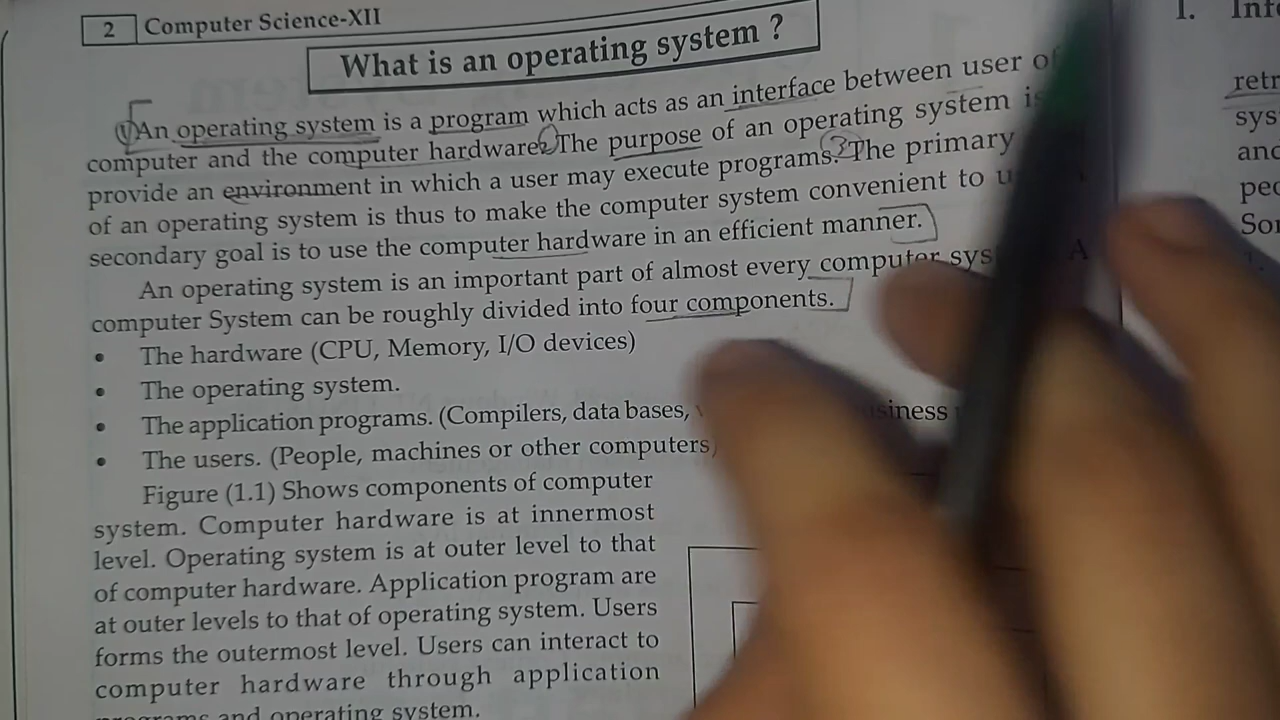 2 Computer Science-XII
What is an operating system ?
1 An operating system is a program which acts as an interface between user of
computer and the computer hardware. 2 The purpose of an operating system is
provide an environment in which a user may execute programs. 3 The primary
of an operating system is thus to make the computer system convenient to
secondary goal is to use the computer hardware in an efficient manner.
An operating system is an important part of almost every computer A
computer System can be roughly divided into four components.
• The hardware (CPU, Memory, I/O devices)
• The operating system.
• The application programs. (Compilers, data bases,
• The users. (People, machines or other computers)
Figure (1.1) Shows components of computer
system. Computer hardware is at innermost
level. Operating system is at outer level to that
of computer hardware. Application program are
at outer levels to that of operating system. Users
forms the outermost level. Users can interact to
computer hardware through application
programs and operating system.
1.